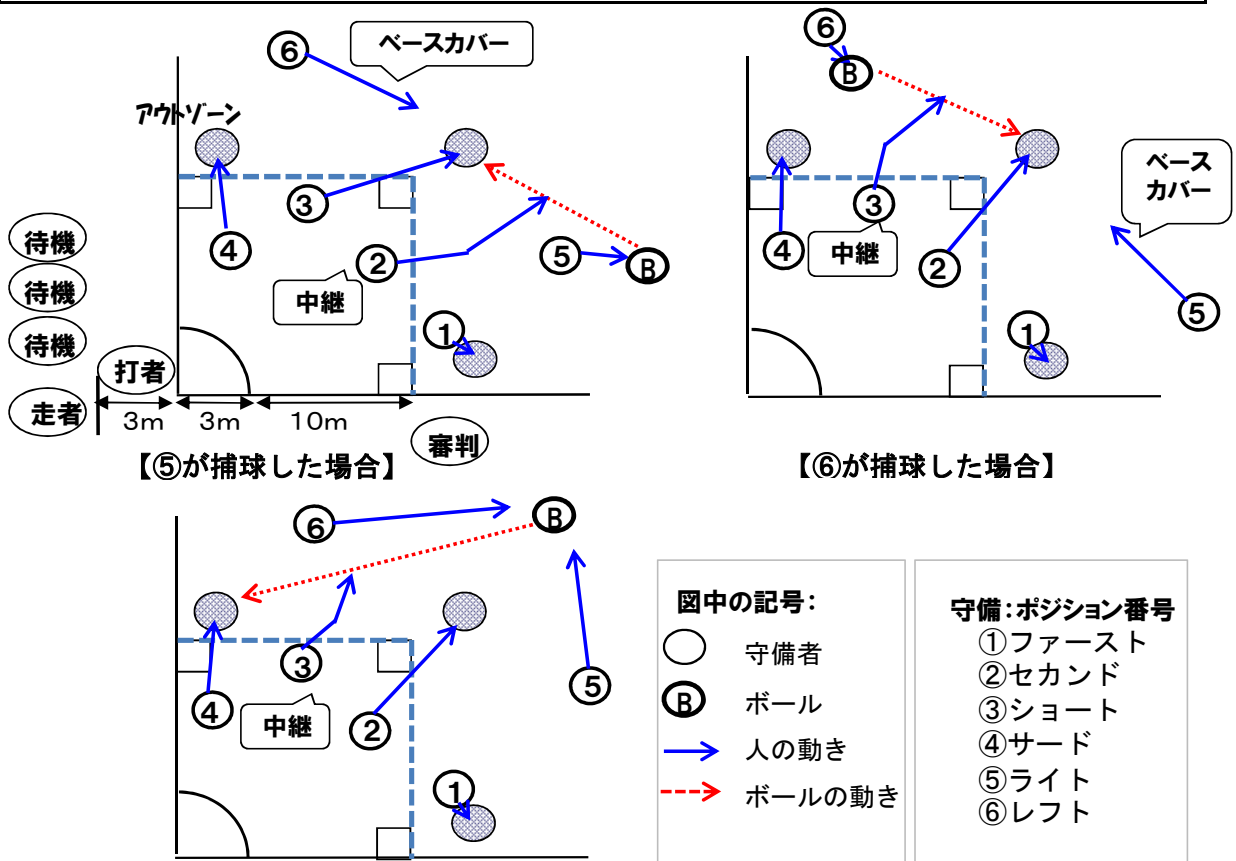 ⑥
ベースカバー
アウトゾーン
③
④
②
⑤
B
中継
①
待機
待機
待機
打者
走者
3m
3m
10m
審判
【⑤が捕球した場合】
⑥
B
④
③
中継
②
ベース
カバー
⑤
①
【⑥が捕球した場合】
⑥
B
③
④
中継
②
⑤
①
図中の記号:
守備者
B ボール
人の動き
ボールの動き
守備:ポジション番号
①ファースト
②セカンド
③ショート
④サード
⑤ライト
⑥レフト